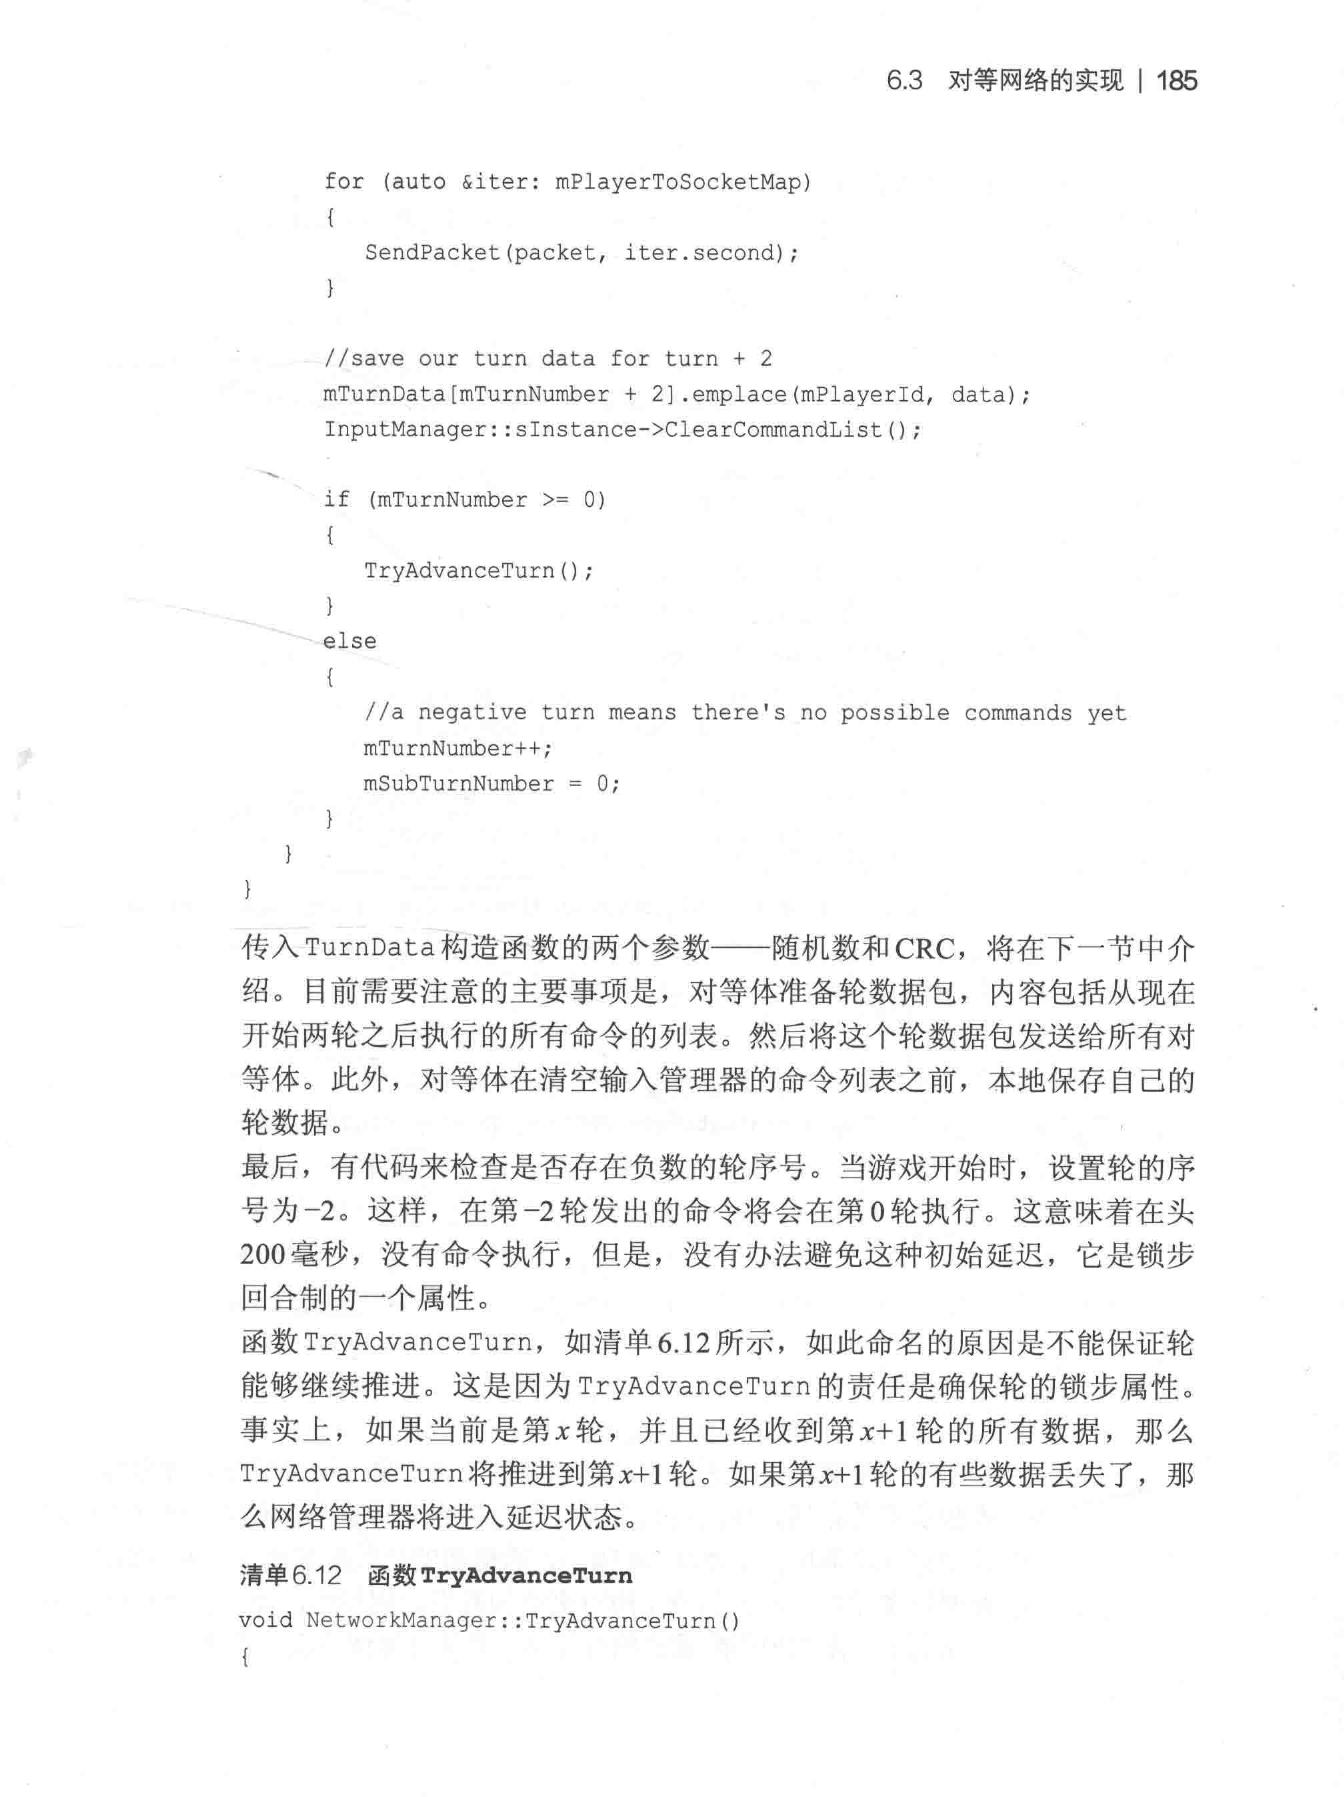 6.3 对等网络的实现 | 185
for (auto &iter: mPlayerToSocketMap)
{
SendPacket(packet, iter.second);
}
//save our turn data for turn + 2
mTurnData[mTurnNumber + 2].emplace(mPlayerId, data);
InputManager::sInstance->ClearCommandList();
if (mTurnNumber >= 0)
{
TryAdvanceTurn();
}
else
{
//a negative turn means there's no possible commands yet
mTurnNumber++;
mSubTurnNumber = 0;
}
}
}
传入TurnData构造函数的两个参数——随机数和CRC，将在下一节中介
绍。目前需要注意的主要事项是，对等体准备轮数据包，内容包括从现在
开始两轮之后执行的所有命令的列表。然后将这个轮数据包发送给所有对
等体。此外，对等体在清空输入管理器的命令列表之前，本地保存自己的
轮数据。
最后，有代码来检查是否存在负数的轮序号。当游戏开始时，设置轮的序
号为-2。这样，在第-2轮发出的命令将会在第0轮执行。这意味着在头
200毫秒，没有命令执行，但是，没有办法避免这种初始延迟，它是锁步
回合制的一个属性。
函数TryAdvanceTurn，如清单6.12所示，如此命名的原因是不能保证轮
能够继续推进。这是因为TryAdvanceTurn的责任是确保轮的锁步属性。
事实上，如果当前是第x轮，并且已经收到第x+1轮的所有数据，那么
TryAdvanceTurn将推进到第x+1轮。如果第x+1轮的有些数据丢失了，那
么网络管理器将进入延迟状态。
清单6.12 函数TryAdvanceTurn
void NetworkManager::TryAdvanceTurn()
{